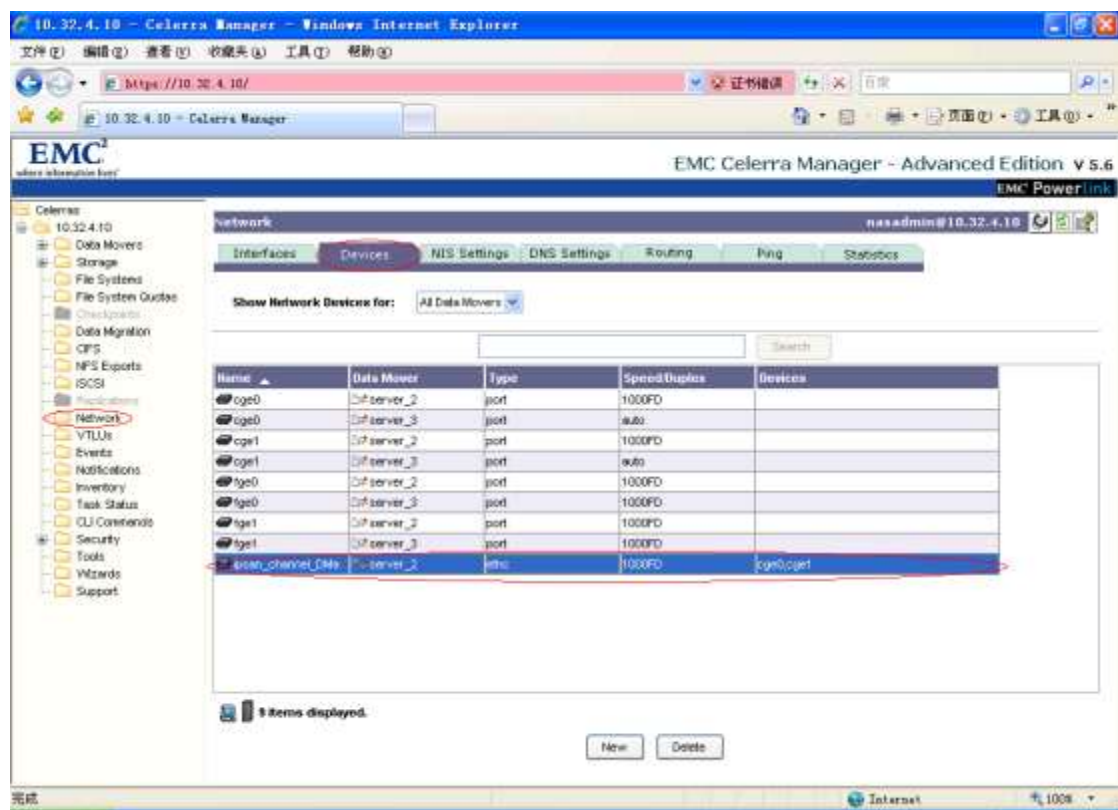 10.32.4.10 - Celerra Manager - Windows Internet Explorer
文件(F) 编辑(E) 查看(V) 收藏夹(A) 工具(T) 帮助(H)
https://10.32.4.10/ 证书错误 百度
10.32.4.10 - Celerra Manager 页面(P) 工具(O)
EMC²
where information lives
EMC Celerra Manager - Advanced Edition V 5.6
EMC Powerlink
Celerras
10.32.4.10
Data Movers
Storage
File Systems
File System Quotas
Checkpoints
Data Migration
CIFS
NFS Exports
iSCSI
Replications
Network
VTLUs
Events
Notifications
Inventory
Task Status
CLI Commands
Security
Tools
Wizards
Support
Network nasadmin@10.32.4.10
Interfaces Devices NIS Settings DNS Settings Routing Ping Statistics
Show Network Devices for: All Data Movers
Search
Name Data Mover Type Speed/Duplex Devices
cge0 server_2 port 1000FD
cge0 server_3 port auto
cge1 server_2 port 1000FD
cge1 server_3 port auto
fge0 server_2 port 1000FD
fge0 server_3 port 1000FD
fge1 server_2 port 1000FD
fge1 server_3 port 1000FD
server_2 1000FD cge0,cge1
9 items displayed.
New Delete
完成 Internet 100%